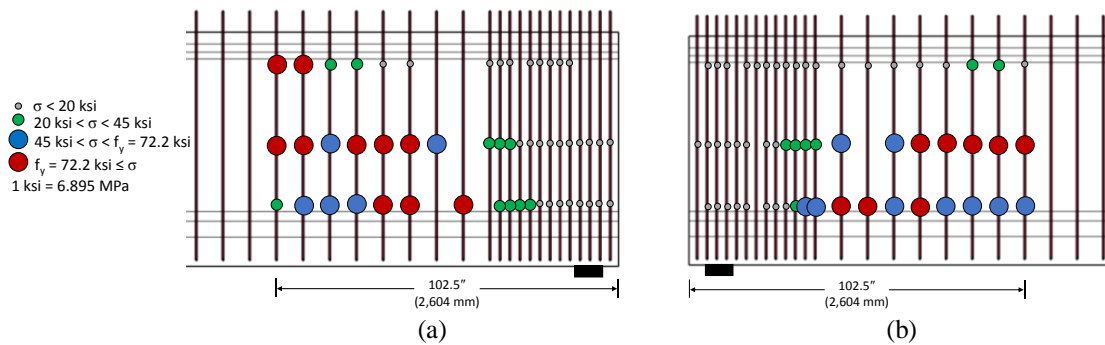 σ < 20 ksi
20 ksi < σ < 45 ksi
45 ksi < σ < fy = 72.2 ksi
fy = 72.2 ksi ≤ σ
1 ksi = 6.895 MPa
102.5”
(2,604 mm)
(a)
102.5”
(2,604 mm)
(b)